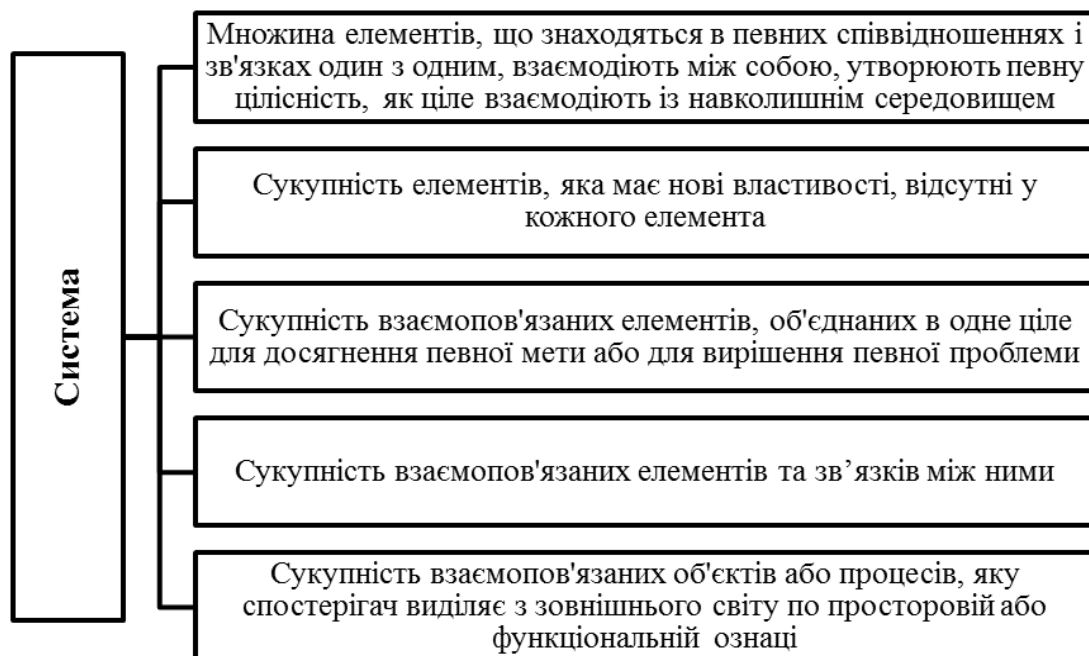 Система
Множина елементів, що знаходяться в певних співвідношеннях і
зв'язках один з одним, взаємодіють між собою, утворюють певну
цілісність, як ціле взаємодіють із навколишнім середовищем
Сукупність елементів, яка має нові властивості, відсутні у
кожного елемента
Сукупність взаємопов'язаних елементів, об'єднаних в одне ціле
для досягнення певної мети або для вирішення певної проблеми
Сукупність взаємопов'язаних елементів та зв’язків між ними
Сукупність взаємопов'язаних об'єктів або процесів, яку
спостерігач виділяє з зовнішнього світу по просторовій або
функціональній ознаці